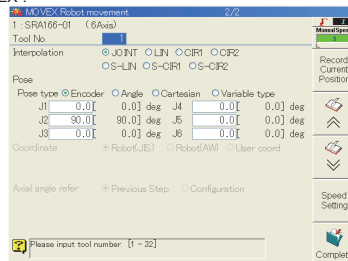 MOVEX Robot movement 2/2
1 : SRA166-01 (6Axis)
Tool No. 1
Interpolation JOINT LIN CIR1 CIR2
S-LIN S-CIR1 S-CIR2
Pose
Pose type Encoder Angle Cartesian Variable type
J1 0.0[ 0.0] deg J4 0.0[ 0.0] deg
J2 90.0[ 90.0] deg J5 0.0[ 0.0] deg
J3 0.0[ 0.0] deg J6 0.0[ 0.0] deg
Coordinate Robot(JIS) Robot(AW) User coord
Axial angle refer Previous Step Configuration
Please input tool number. [1 - 32]
Manual Spee
Record
Current
Position
Speed
Setting
Complet